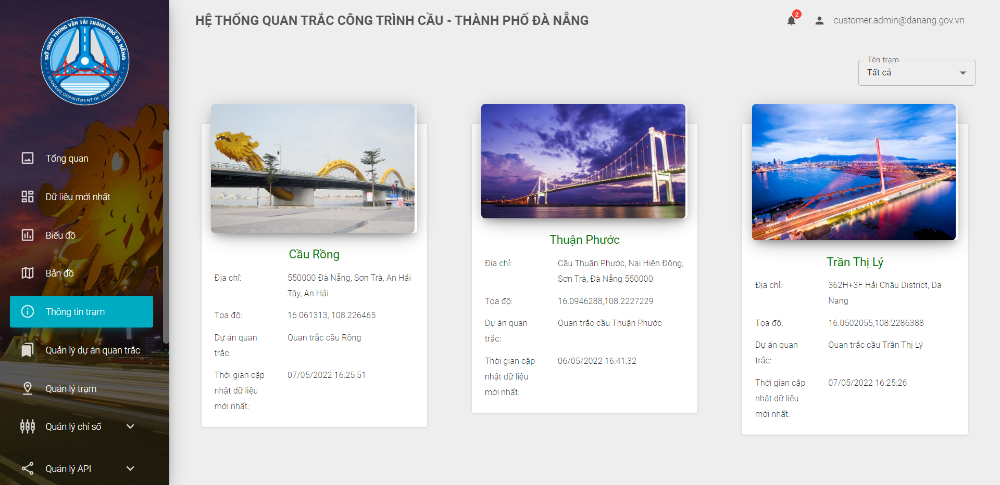 SỞ GIAO THÔNG VẬN TẢI THÀNH PHỐ ĐÀ NẴNG
DANANG DEPARTMENT OF TRANSPORT
Tổng quan
Dữ liệu mới nhất
Biểu đồ
Bản đồ
Thông tin trạm
Quản lý dự án quan trắc
Quản lý trạm
Quản lý chỉ số
Quản lý API
HỆ THỐNG QUAN TRẮC CÔNG TRÌNH CẦU - THÀNH PHỐ ĐÀ NẴNG
2
customer.admin@danang.gov.vn
Tên trạm
Tất cả
Cầu Rồng
Địa chỉ: 550000 Đà Nẵng, Sơn Trà, An Hải
Tây, An Hải
Tọa độ: 16.061313, 108.226465
Dự án quan Quan trắc cầu Rồng
trắc:
Thời gian cập 07/05/2022 16:25:51
nhật dữ liệu
mới nhất:
Thuận Phước
Địa chỉ: Cầu Thuận Phước, Nại Hiên Đông,
Sơn Trà, Đà Nẵng 550000
Tọa độ: 16.0946288,108.2227229
Dự án quan Quan trắc cầu Thuận Phước
trắc:
Thời gian cập 06/05/2022 16:41:32
nhật dữ liệu
mới nhất:
Trần Thị Lý
Địa chỉ: 362H+3F Hải Châu District, Da
Nang
Tọa độ: 16.0502055,108.2286388
Dự án quan Quan trắc cầu Trần Thị Lý
trắc:
Thời gian cập 07/05/2022 16:25:26
nhật dữ liệu
mới nhất: